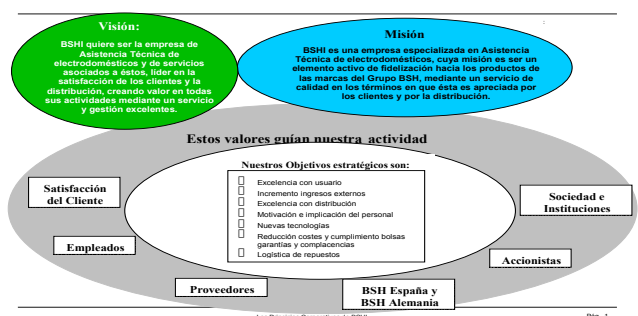 Visión:
BSHI quiere ser la empresa de
Asistencia Técnica de
electrodomésticos y de servicios
asociados a éstos, líder en la
satisfacción de los clientes y la
distribución, creando valor en todas
sus actividades mediante un servicio
y gestión excelentes.
Misión
BSHI es una empresa especializada en Asistencia
Técnica de electrodomésticos, cuya misión es ser un
elemento activo de fidelización hacia los productos de
las marcas del Grupo BSH, mediante un servicio de
calidad en los términos en que ésta es apreciada por
los clientes y por la distribución.
Estos valores guían nuestra actividad
Nuestros Objetivos estratégicos son:
Excelencia con usuario
Incremento ingresos externos
Excelencia con distribución
Motivación e implicación del personal
Nuevas tecnologías
Reducción costes y cumplimiento bolsas
garantías y complacencias
Logística de repuestos
Satisfacción
del Cliente
Empleados
Proveedores
BSH España y
BSH Alemania
Accionistas
Sociedad e
Instituciones
Pág. 1